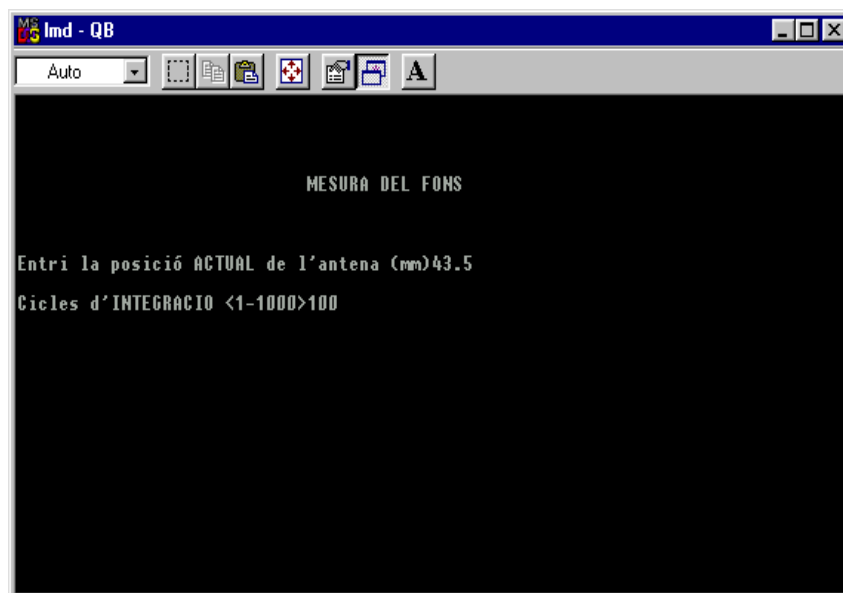 lmd - QB
Auto
A
MESURA DEL FONS
Entri la posició ACTUAL de l'antena (mm)43.5
Cicles d'INTEGRACIO <1-1000>100